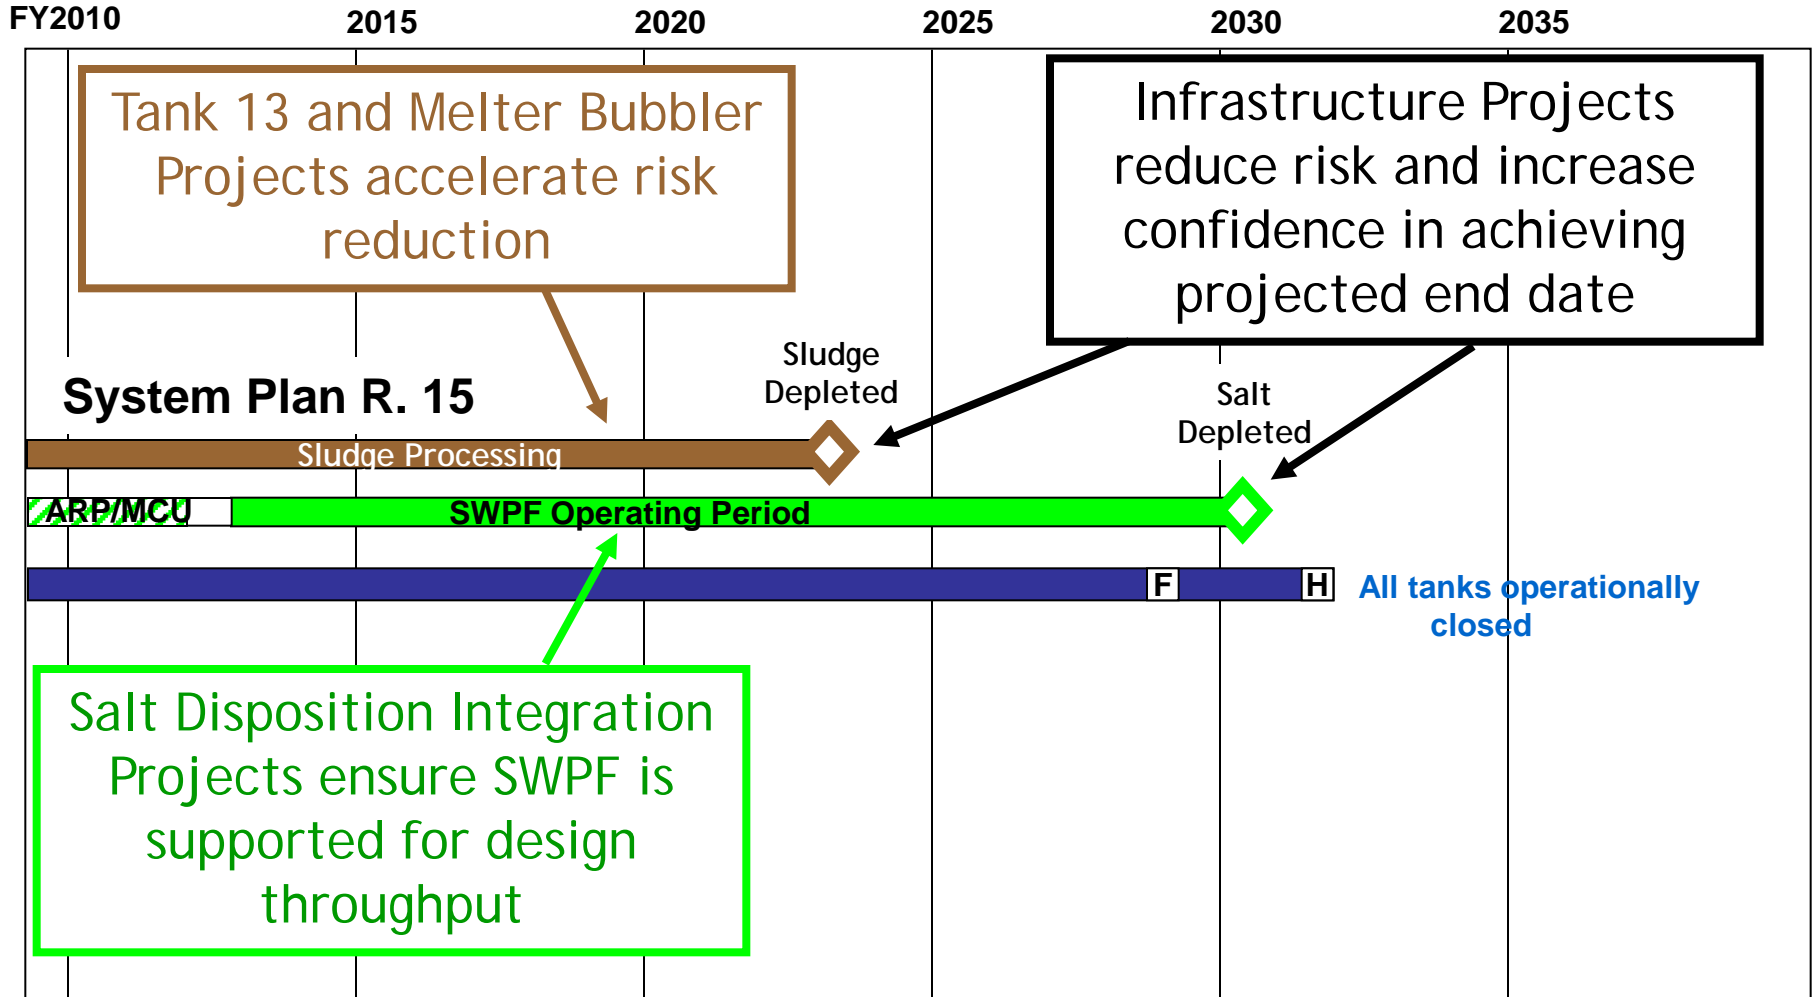 FY2010 2015 2020 2025 2030 2035
Tank 13 and Melter Bubbler
Projects accelerate risk
reduction
Infrastructure Projects
reduce risk and increase
confidence in achieving
projected end date
Sludge
Depleted
Salt
Depleted
System Plan R. 15
Sludge Processing
ARP/MCU
SWPF Operating Period
F
H
All tanks operationally
closed
Salt Disposition Integration
Projects ensure SWPF is
supported for design
throughput